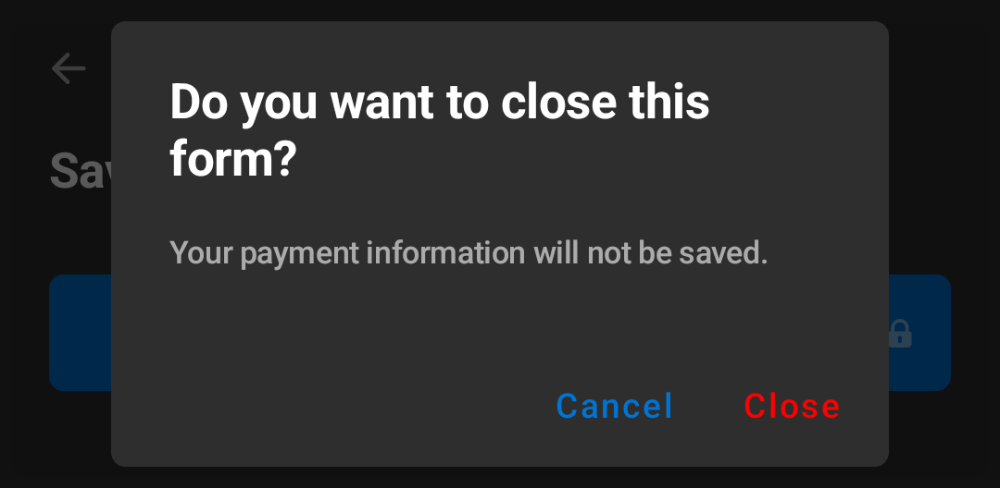 Do you want to close this
form?
Your payment information will not be saved.
Cancel Close